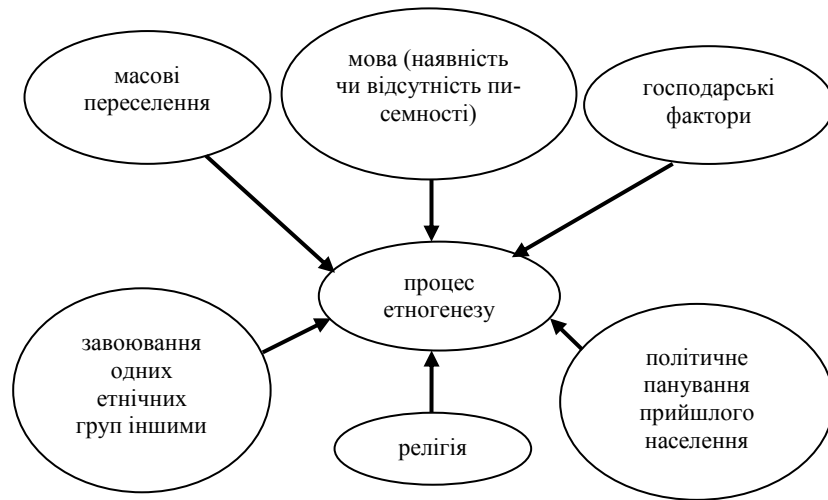 масові
переселення
мова (наявність
чи відсутність пи-
семності)
господарські
фактори
процес
етногенезу
завоювання
одних
етнічних
груп іншими
релігія
політичне
панування
прийшлого
населення